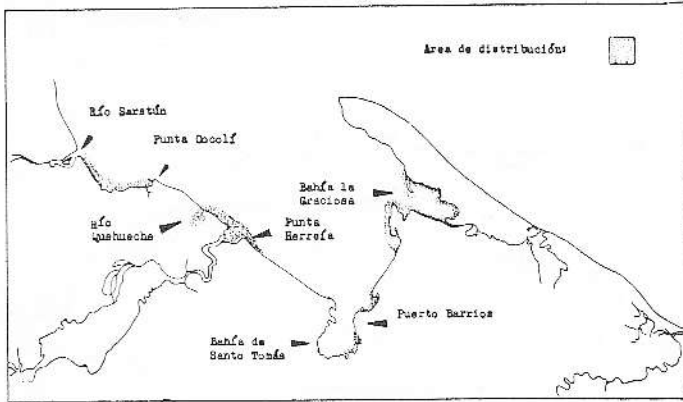 Area de distribución:
Río Sarstún
Punta Cocolí
Bahía la
Graciosa
Río
Quehueche
Punta
Herrería
Puerto Barrios
Bahía de
Santo Tomás